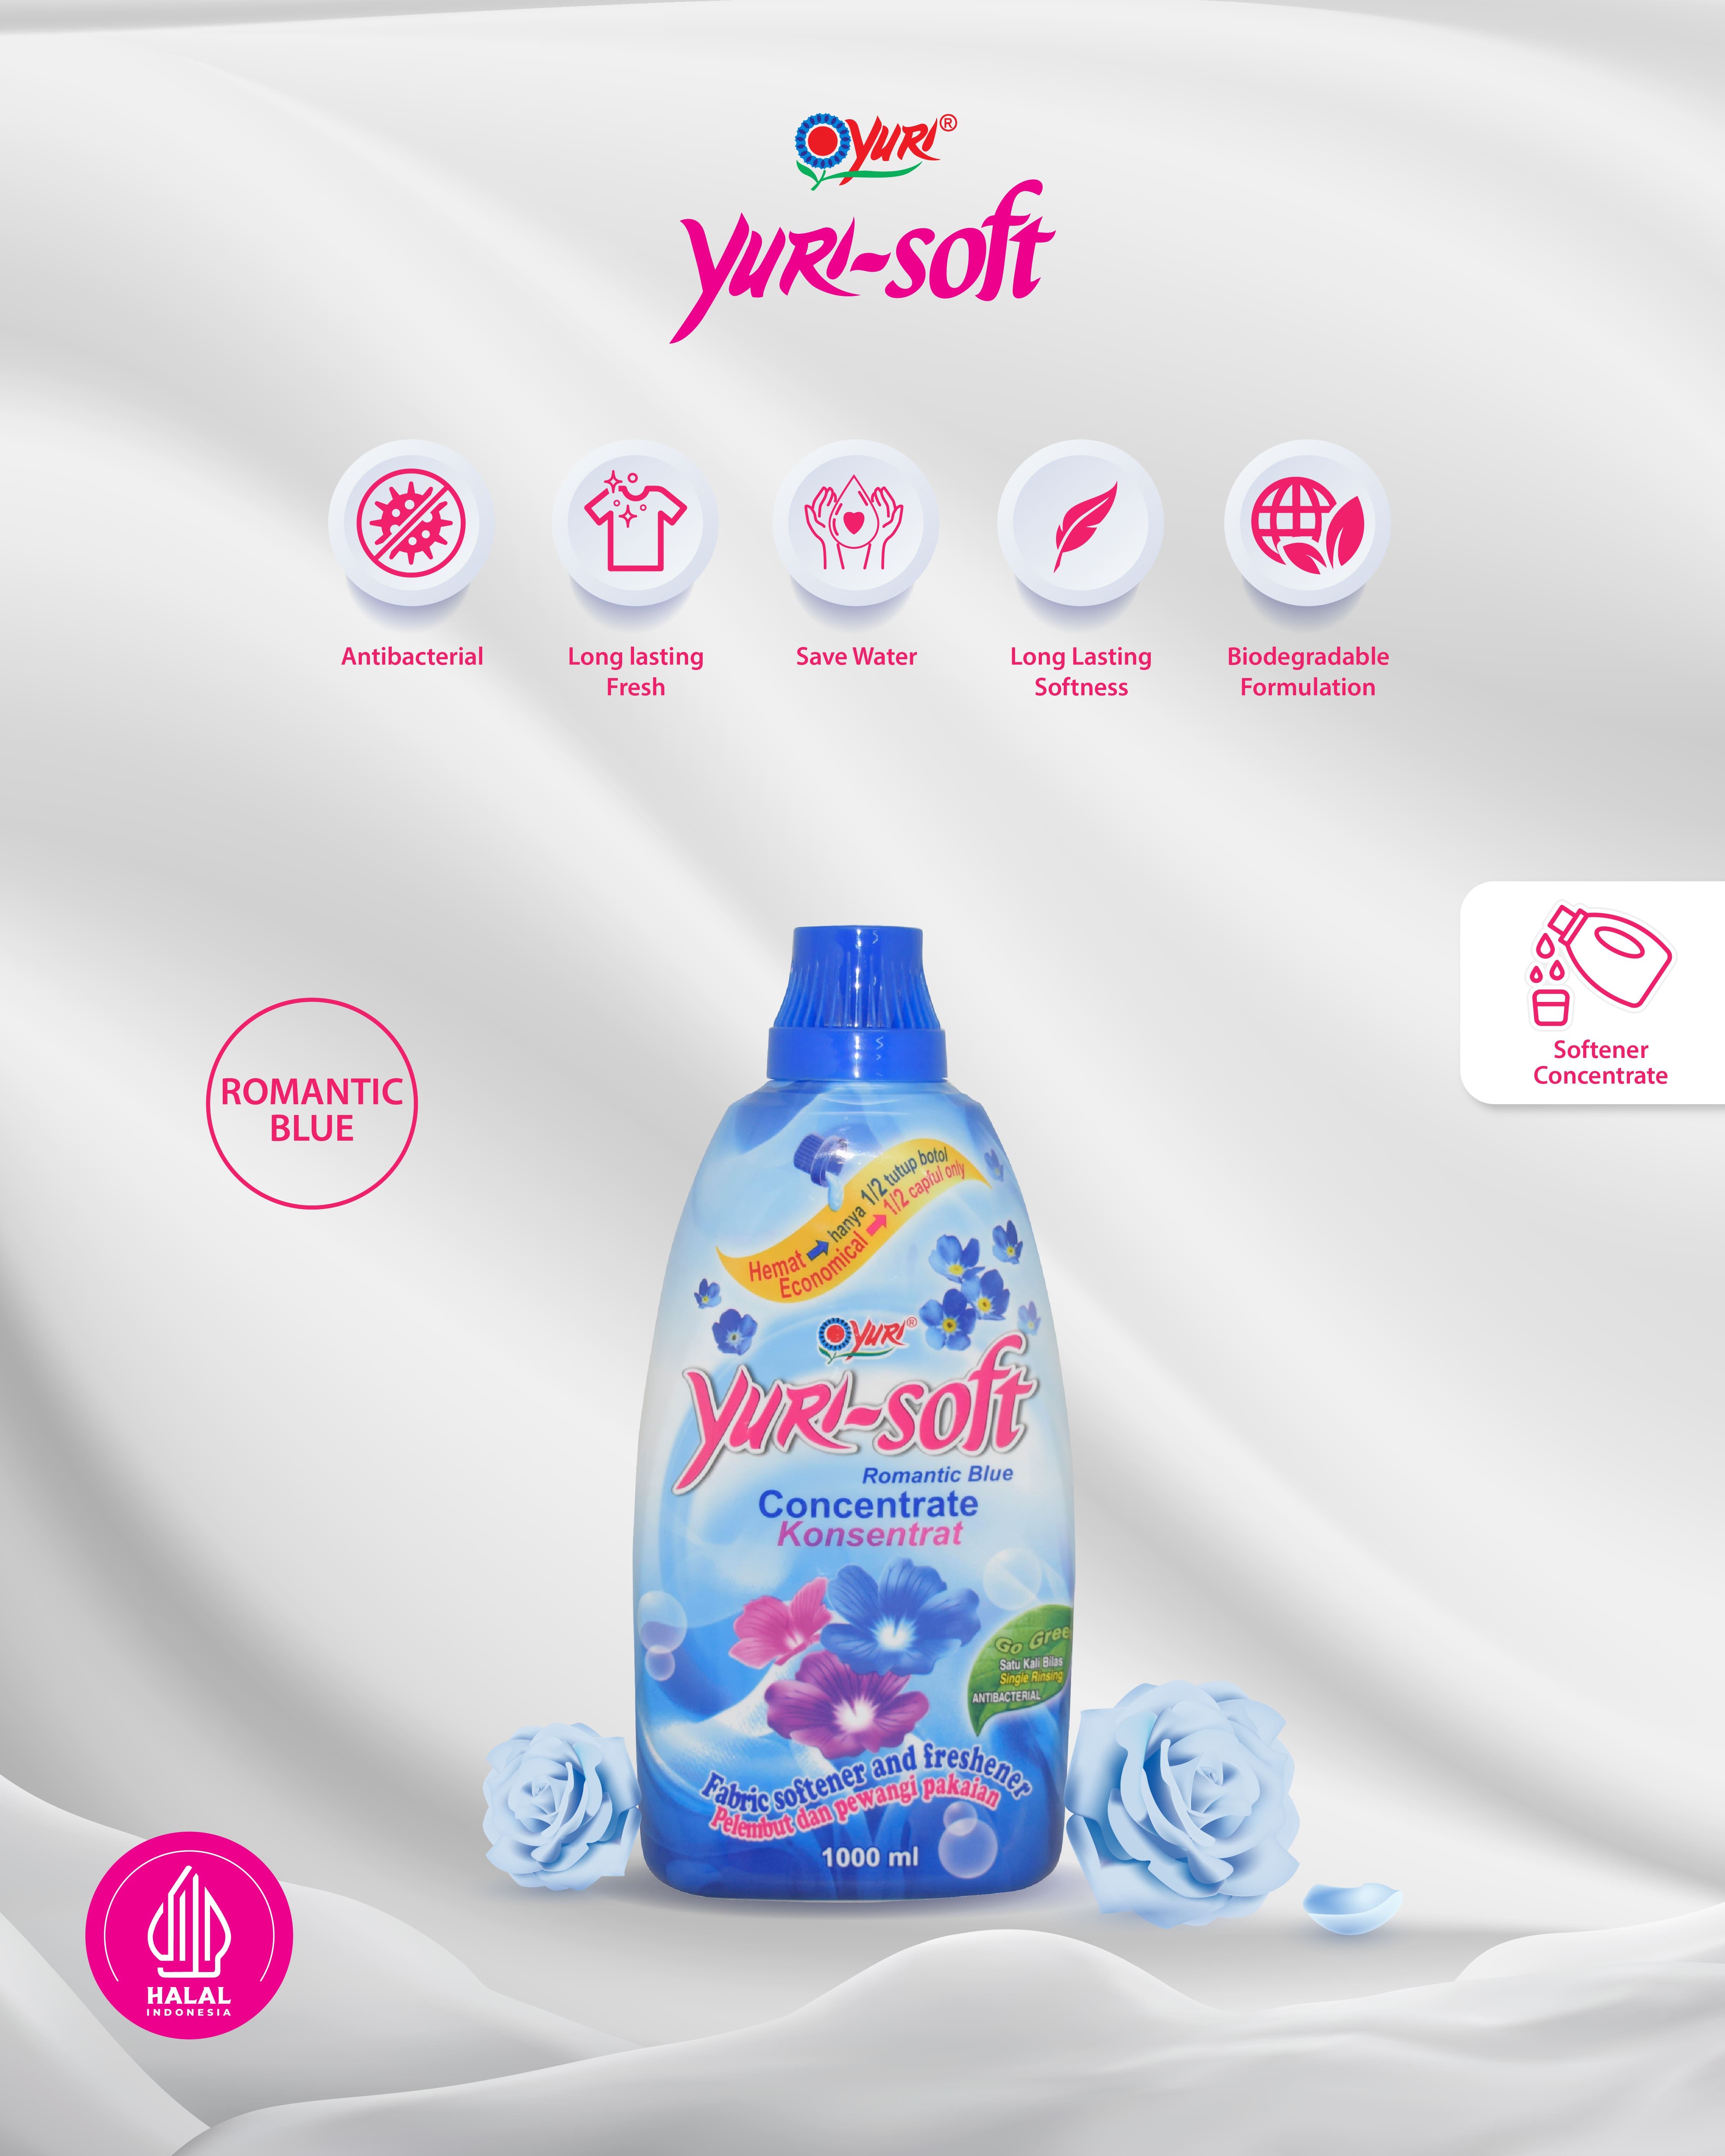 YURI®
YURI-soft
Antibacterial
Long lasting
Fresh
Save Water
Long Lasting
Softness
Biodegradable
Formulation
Softener
Concentrate
ROMANTIC
BLUE
Hemat hanya 1/2 tutup botol
Economical 1/2 capful only
YURI®
YURI-soft
Romantic Blue
Concentrate
Konsentrat
Go Gree
Satu Kali Bilas
Single Rinsing
ANTIBACTERIAL
Fabric softener and freshener
Pelembut dan pewangi pakaian
1000 ml
HALAL
INDONESIA